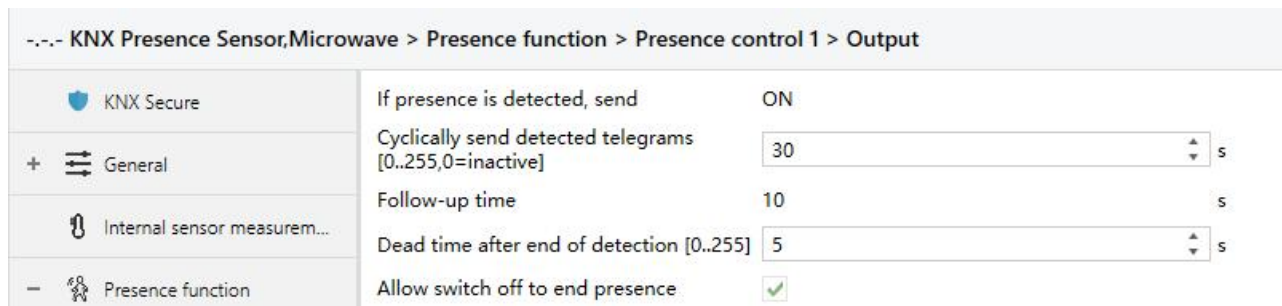 -.-.- KNX Presence Sensor,Microwave > Presence function > Presence control 1 > Output
KNX Secure
If presence is detected, send ON
Cyclically send detected telegrams
[0..255,0=inactive] 30 s
+ General
Follow-up time 10 s
Internal sensor measurem...
Dead time after end of detection [0..255] 5 s
– Presence function
Allow switch off to end presence